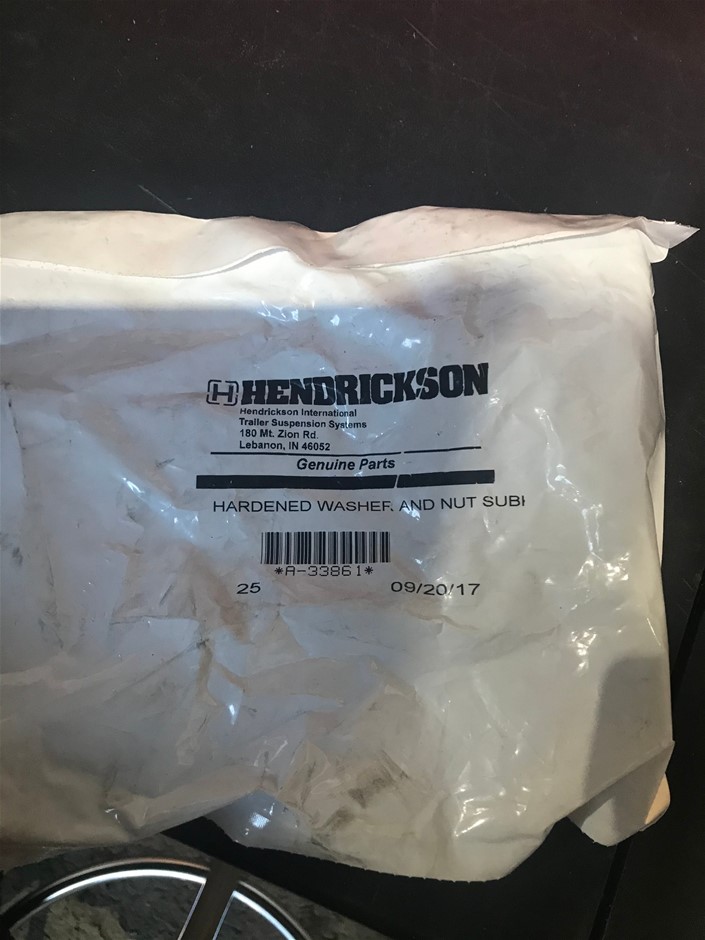 H HENDRICKSON
Hendrickson International
Trailer Suspension Systems
180 Mt. Zion Rd.
Lebanon, IN 46052
Genuine Parts
HARDENED WASHER AND NUT
*A-33861*
25 09/20/17